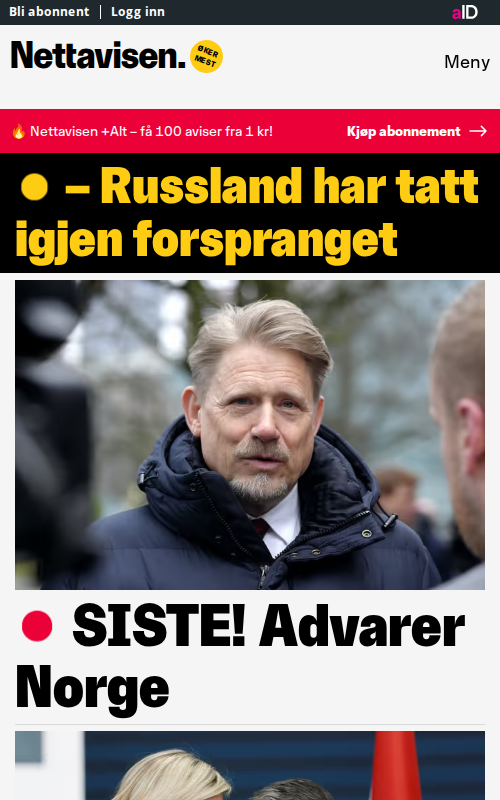 Bli abonnent | Logg inn
aID
Nettavisen.
ØKER
MEST
Meny
🔥 Nettavisen +Alt – få 100 aviser fra 1 kr!
Kjøp abonnement →
– Russland har tatt
igjen forspranget
SISTE! Advarer
Norge